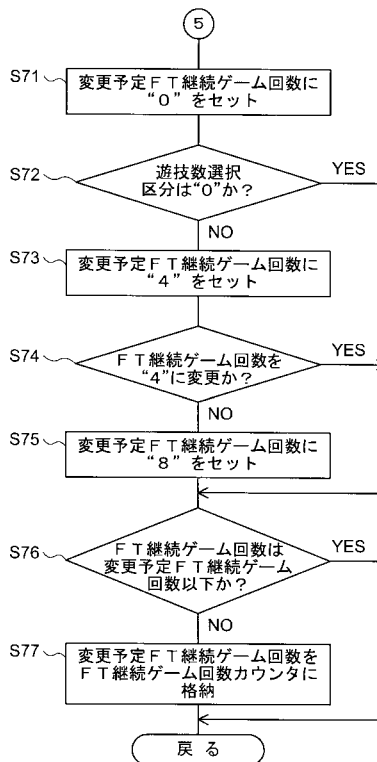 5
S71
変更予定ＦＴ継続ゲーム回数に
“０”をセット
S72
遊技数選択
区分は“0”か？
YES
NO
S73
変更予定ＦＴ継続ゲーム回数に
“４”をセット
S74
ＦＴ継続ゲーム回数を
“4”に変更か？
YES
NO
S75
変更予定ＦＴ継続ゲーム回数に
“８”をセット
S76
ＦＴ継続ゲーム回数は
変更予定ＦＴ継続ゲーム
回数以下か？
YES
NO
S77
変更予定ＦＴ継続ゲーム回数を
ＦＴ継続ゲーム回数カウンタに
格納
戻 る